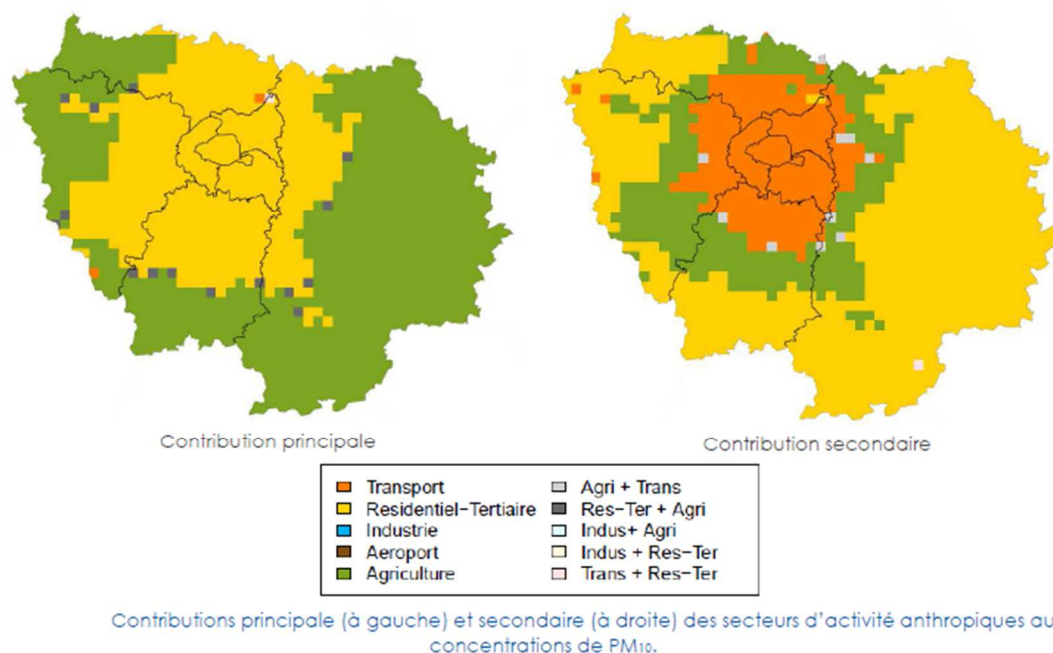 Contribution principale
Contribution secondaire
Transport
Residentiel-Tertiaire
Industrie
Aeroport
Agriculture
Agri + Trans
Res-Ter + Agri
Indus+ Agri
Indus + Res-Ter
Trans + Res-Ter
Contributions principale (à gauche) et secondaire (à droite) des secteurs d'activité anthropiques au
concentrations de PM₁₀.